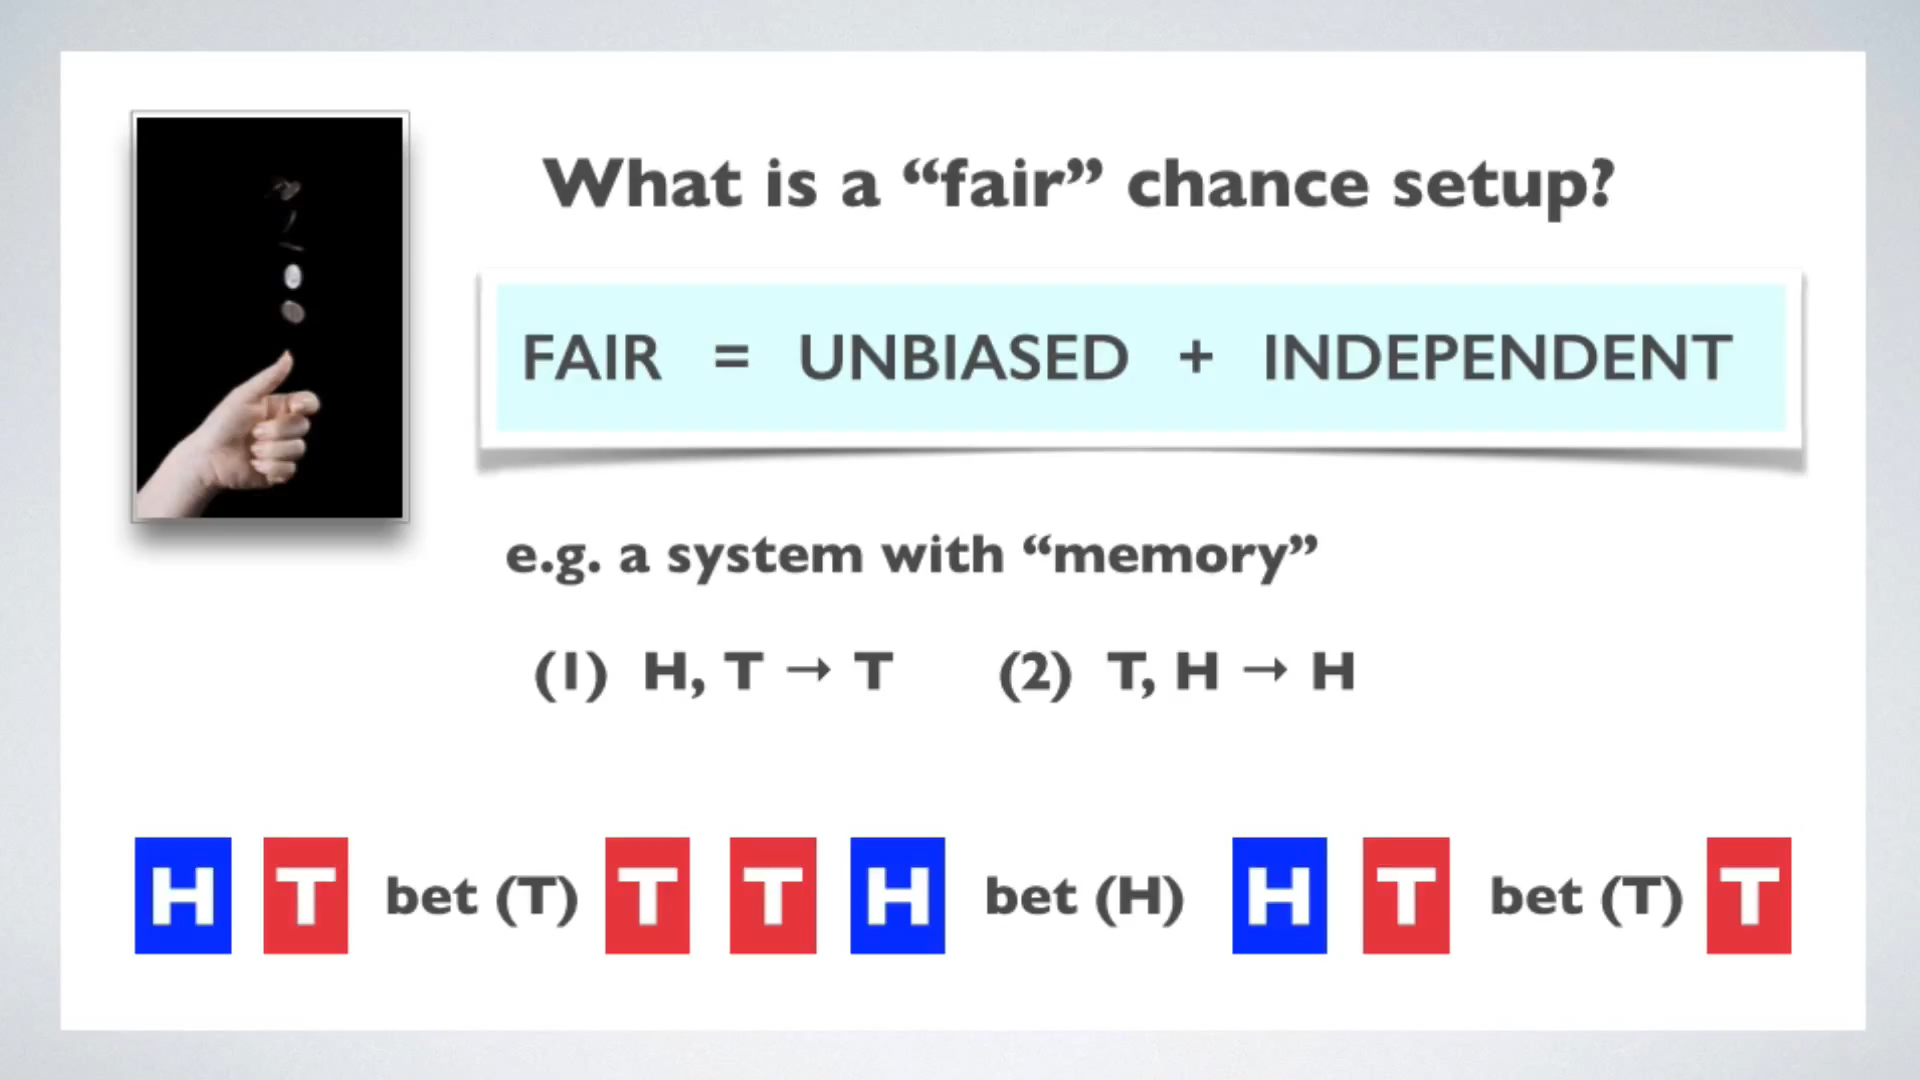 What is a “fair” chance setup?
FAIR = UNBIASED + INDEPENDENT
e.g. a system with “memory”
(1) H, T → T (2) T, H → H
H T bet (T) T T H bet (H) H T bet (T) T